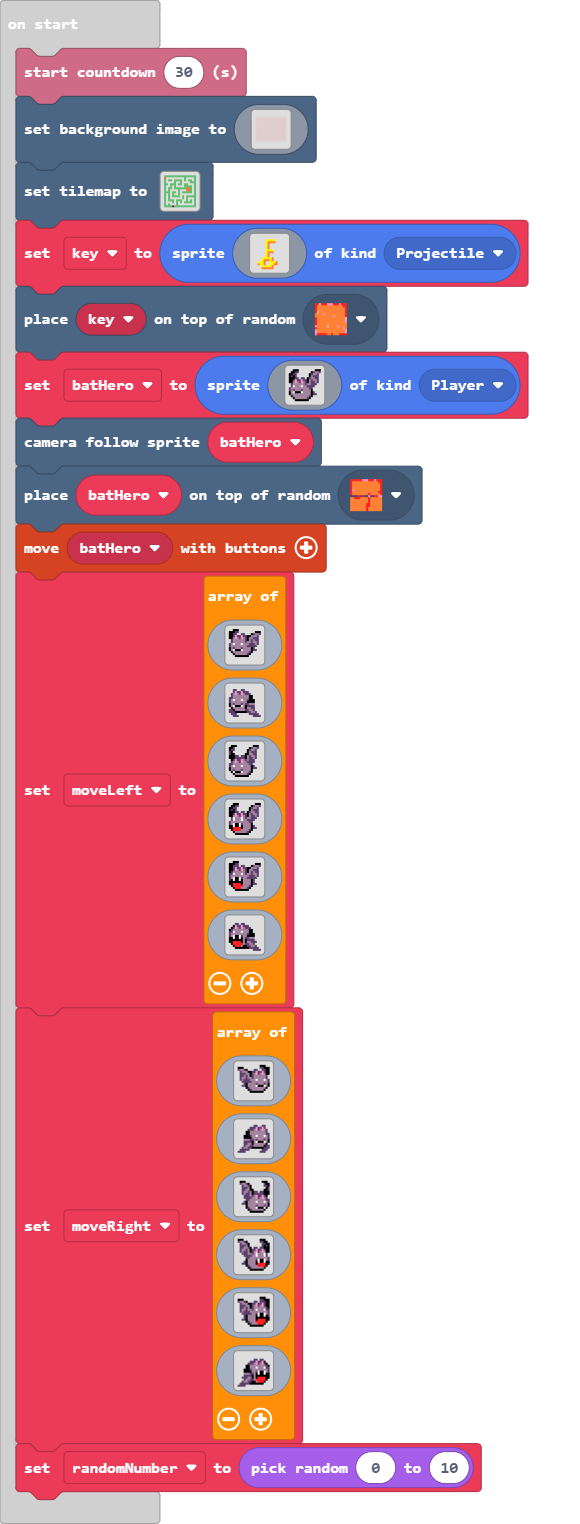 on start
start countdown 30 (s)
set background image to
set tilemap to
set key to sprite of kind Projectile
place key on top of random
set batHero to sprite of kind Player
camera follow sprite batHero
place batHero on top of random
move batHero with buttons
array of
set moveLeft to
array of
set moveRight to
set randomNumber to pick random 0 to 10